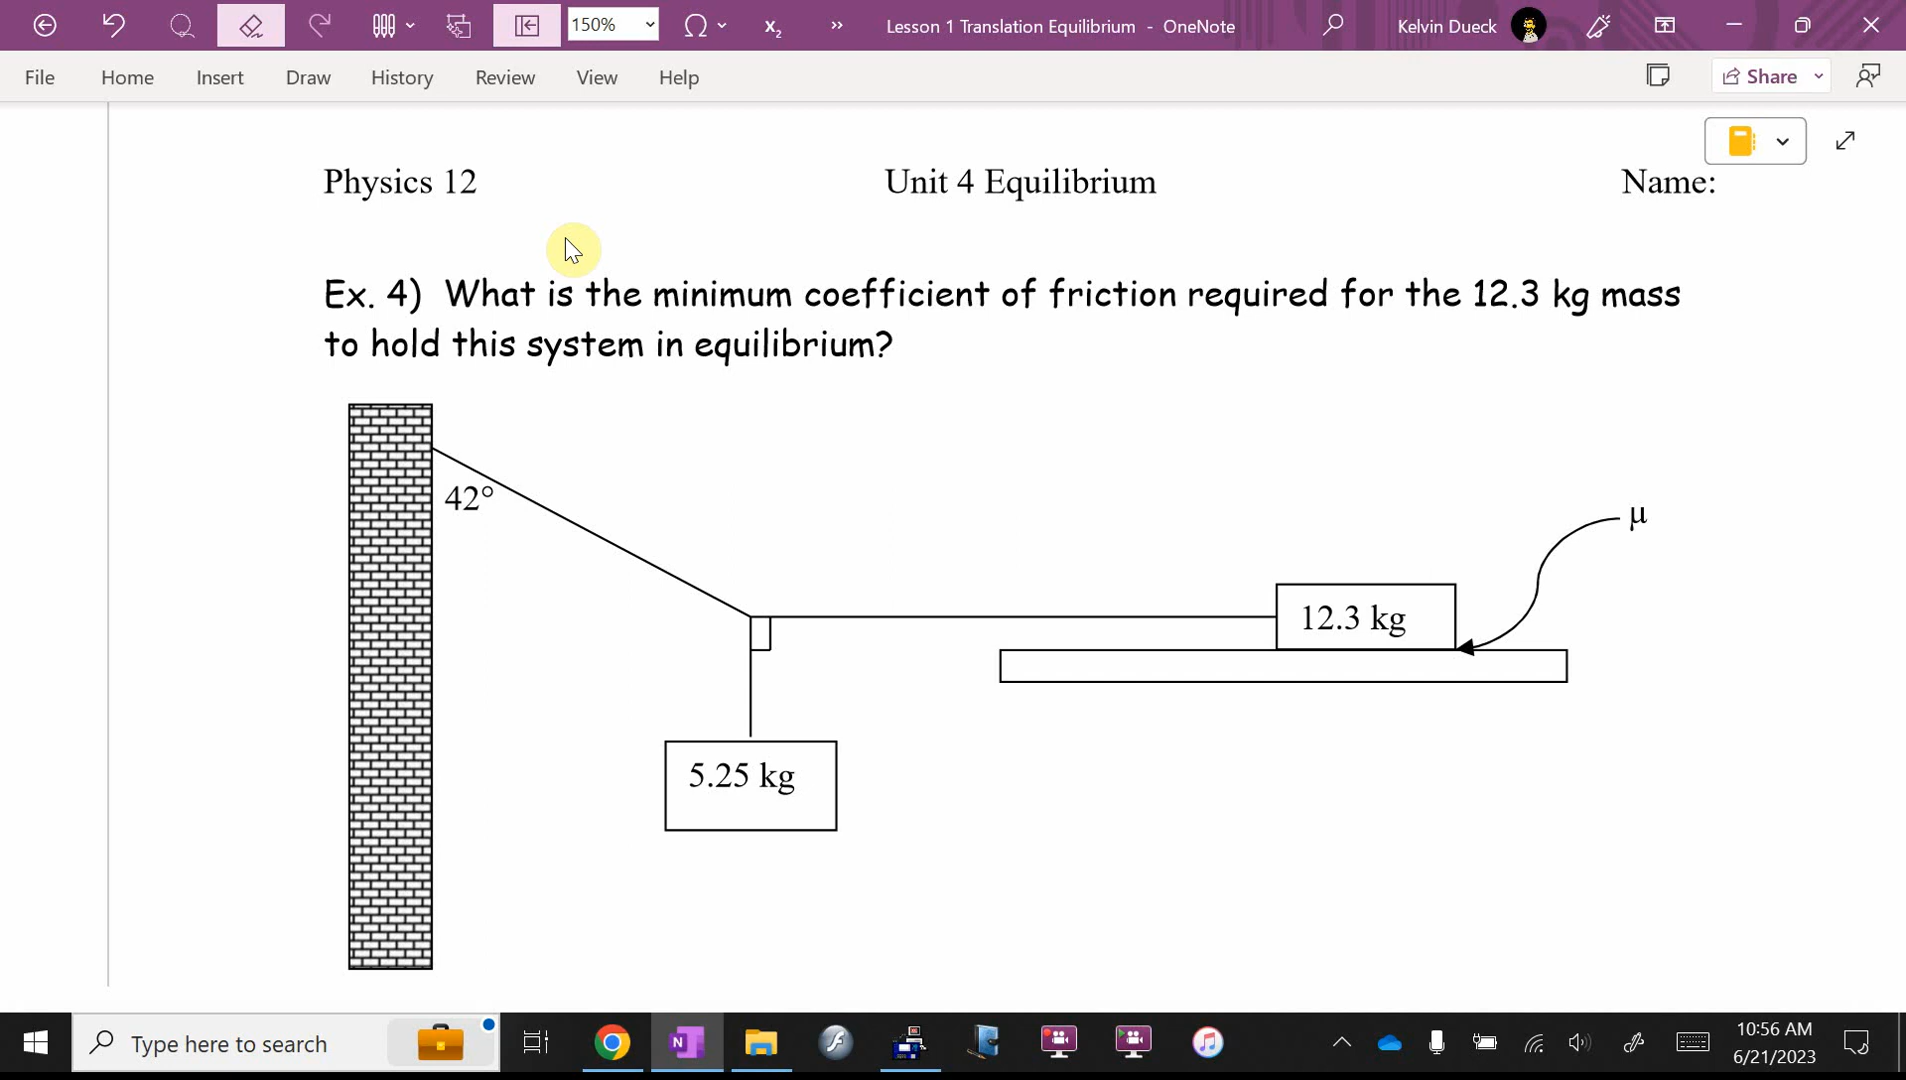 150% Ω x₂ » Lesson 1 Translation Equilibrium - OneNote Kelvin Dueck
File Home Insert Draw History Review View Help Share
Physics 12 Unit 4 Equilibrium Name:
Ex. 4) What is the minimum coefficient of friction required for the 12.3 kg mass
to hold this system in equilibrium?
42°
μ
12.3 kg
5.25 kg
Type here to search 10:56 AM
6/21/2023